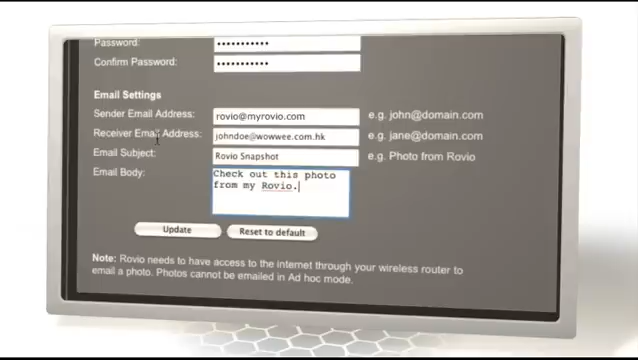 Password: •••••••••••
Confirm Password: •••••••••••
Email Settings
Sender Email Address: rovio@myrovio.com e.g. john@domain.com
Receiver Email Address: johndoe@wowwee.com.hk e.g. jane@domain.com
Email Subject: Rovio Snapshot e.g. Photo from Rovio
Email Body: Check out this photo
from my Rovio.
Update Reset to default
Note: Rovio needs to have access to the internet through your wireless router to
email a photo. Photos cannot be emailed in Ad hoc mode.